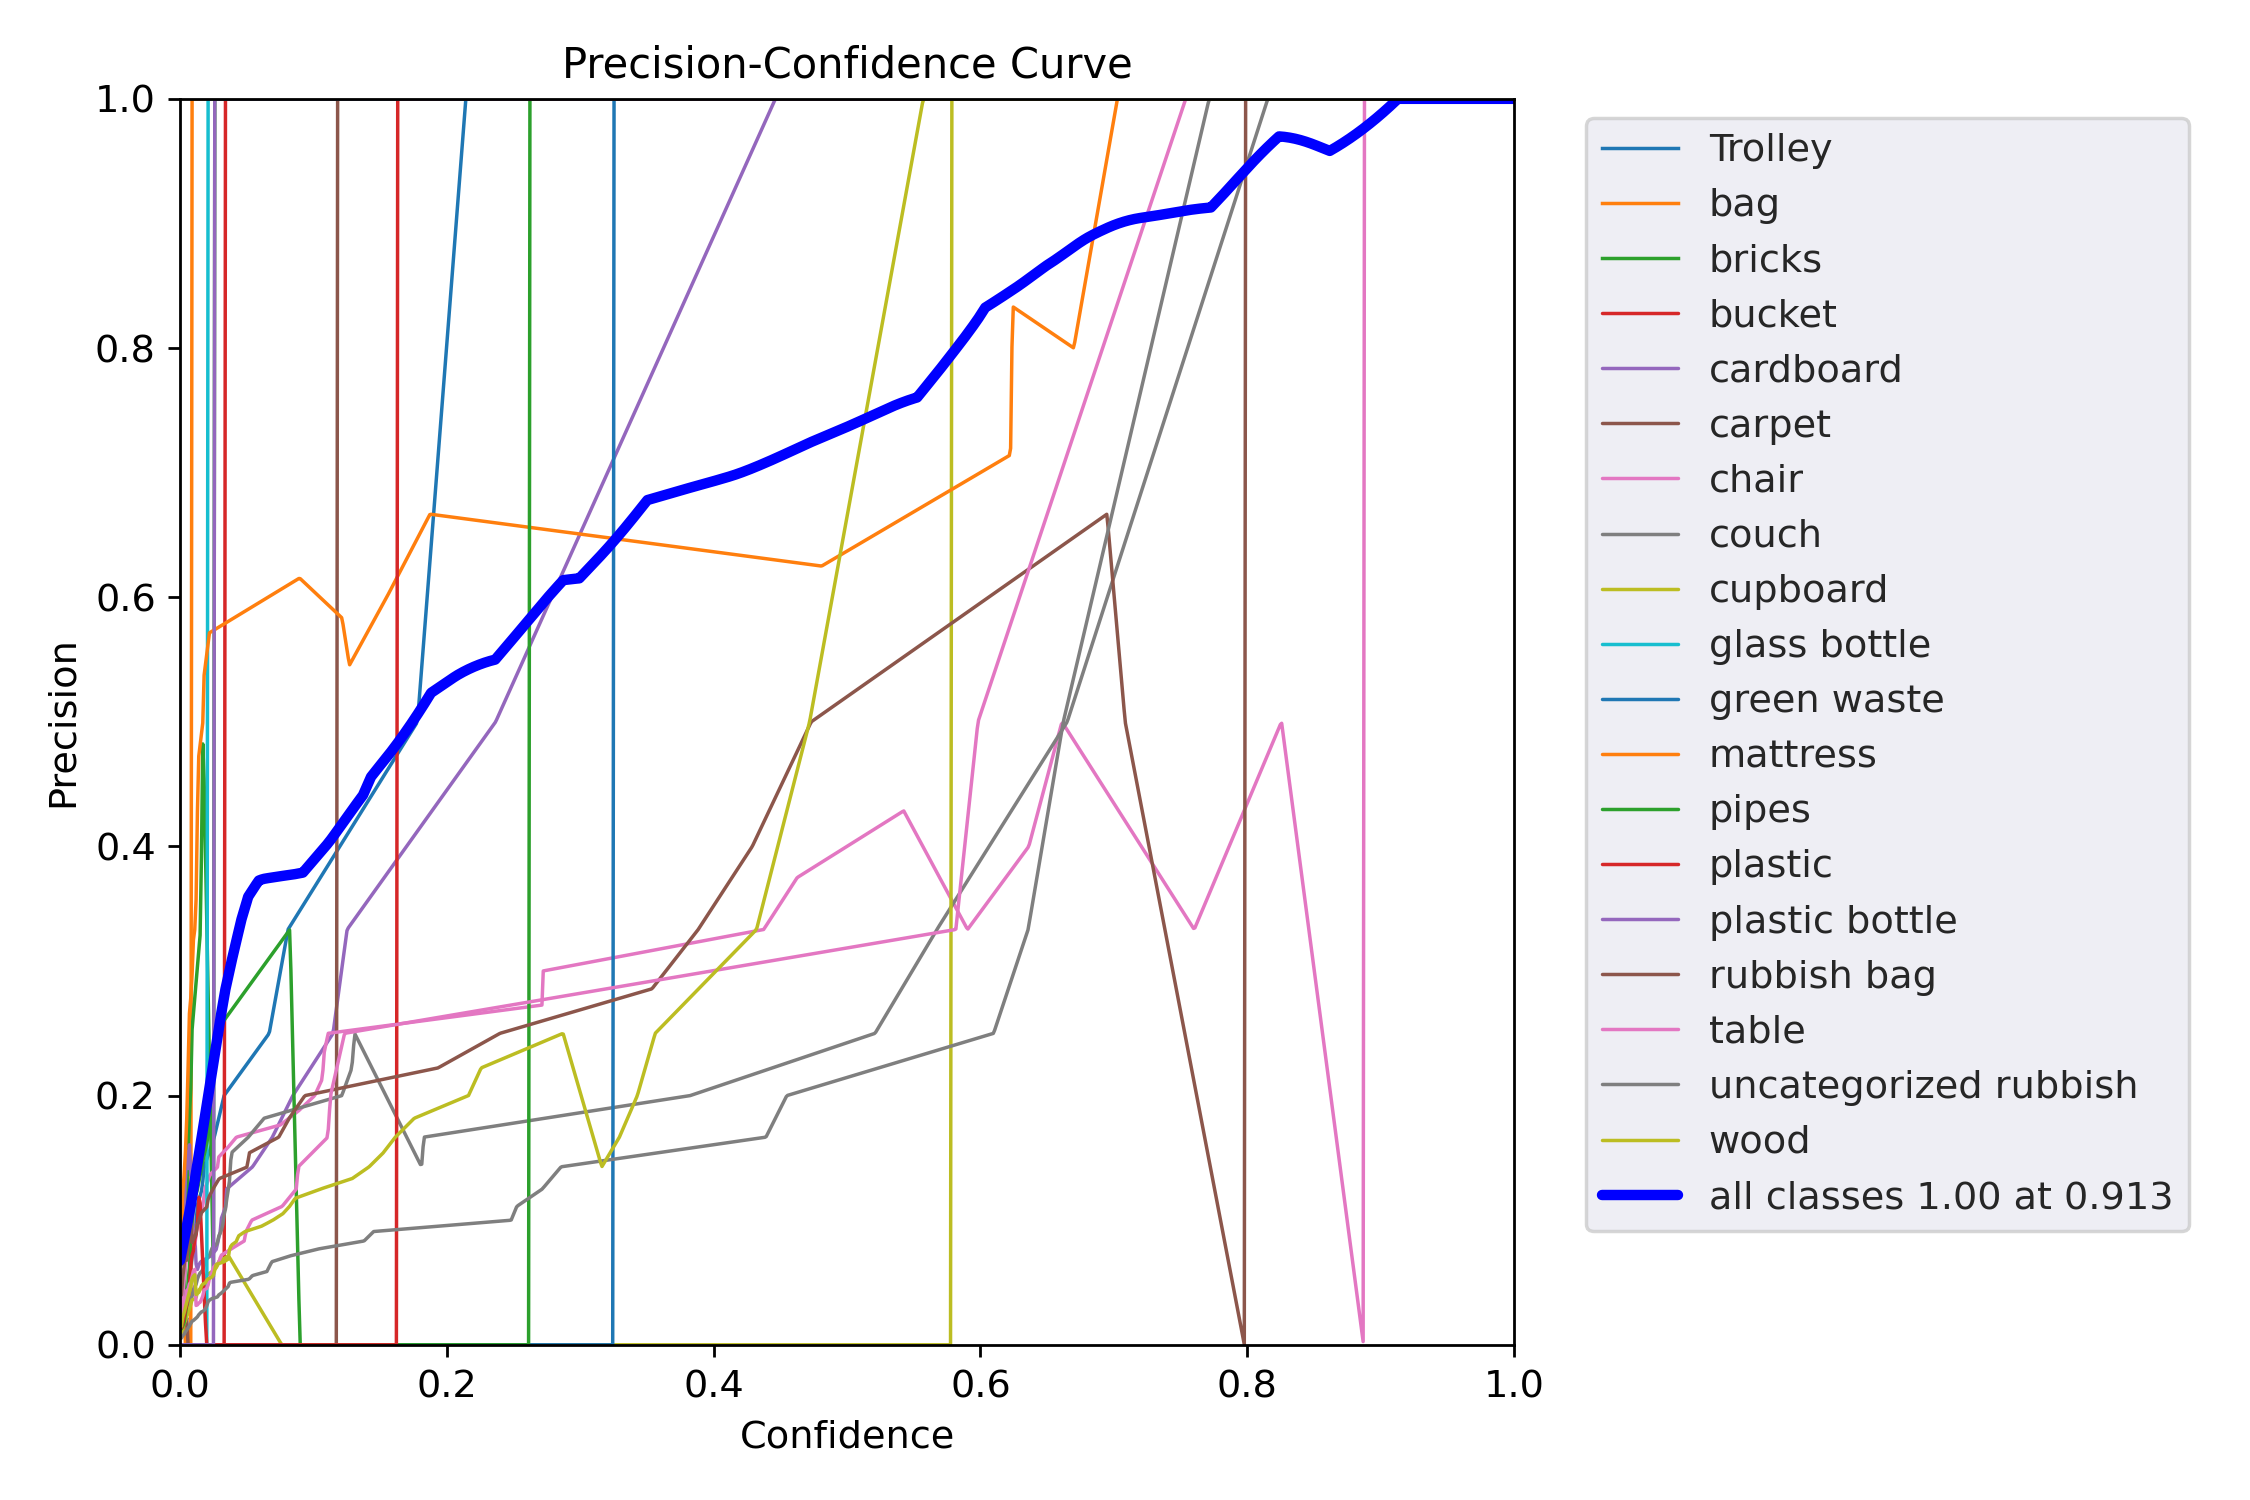 Precision-Confidence Curve
1.0
0.8
0.6
0.4
0.2
0.0
Precision
0.0 0.2 0.4 0.6 0.8 1.0
Confidence
Trolley
bag
bricks
bucket
cardboard
carpet
chair
couch
cupboard
glass bottle
green waste
mattress
pipes
plastic
plastic bottle
rubbish bag
table
uncategorized rubbish
wood
all classes 1.00 at 0.913